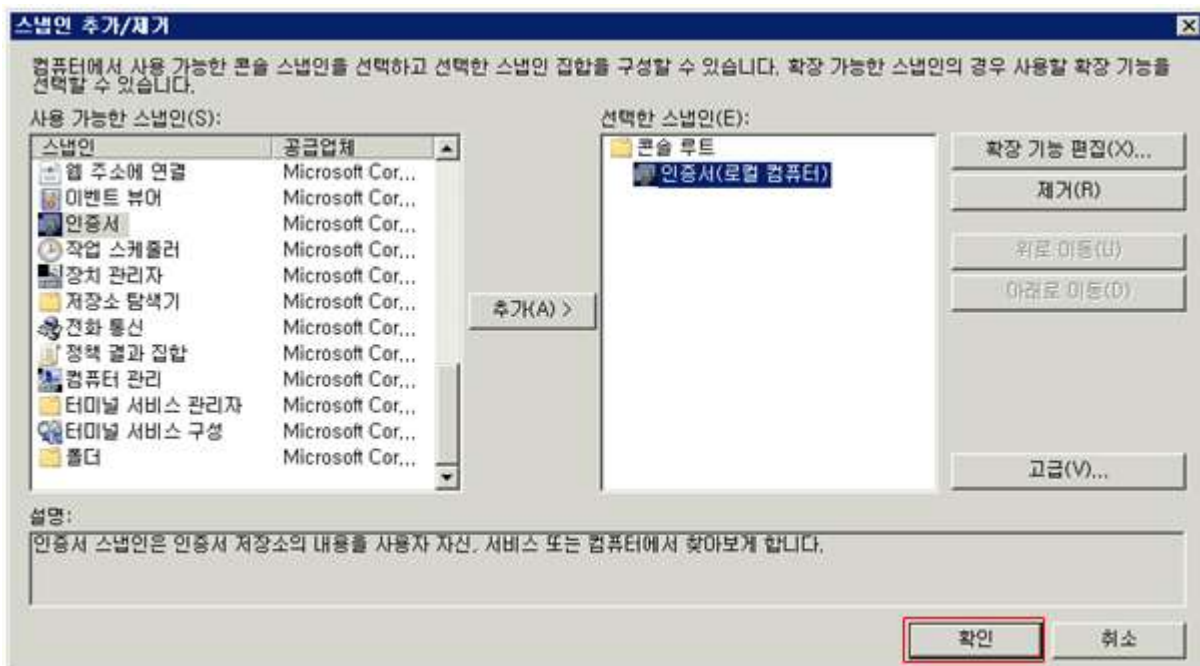 스냅인 추가/제거
컴퓨터에서 사용 가능한 콘솔 스냅인을 선택하고 선택한 스냅인 집합을 구성할 수 있습니다. 확장 가능한 스냅인의 경우 사용할 확장 기능을
선택할 수 있습니다.
사용 가능한 스냅인(S):
스냅인 공급업체
웹 주소에 연결 Microsoft Cor...
이벤트 뷰어 Microsoft Cor...
인증서 Microsoft Cor...
작업 스케줄러 Microsoft Cor...
장치 관리자 Microsoft Cor...
저장소 탐색기 Microsoft Cor...
전화 통신 Microsoft Cor...
정책 결과 집합 Microsoft Cor...
컴퓨터 관리 Microsoft Cor...
터미널 서비스 관리자 Microsoft Cor...
터미널 서비스 구성 Microsoft Cor...
폴더 Microsoft Cor...
추가(A) >
선택한 스냅인(E):
콘솔 루트
인증서(로컬 컴퓨터)
확장 기능 편집(X)...
제거(R)
위로 이동(U)
아래로 이동(D)
고급(V)...
설명:
인증서 스냅인은 인증서 저장소의 내용을 사용자 자신, 서비스 또는 컴퓨터에서 찾아보게 합니다.
확인
취소